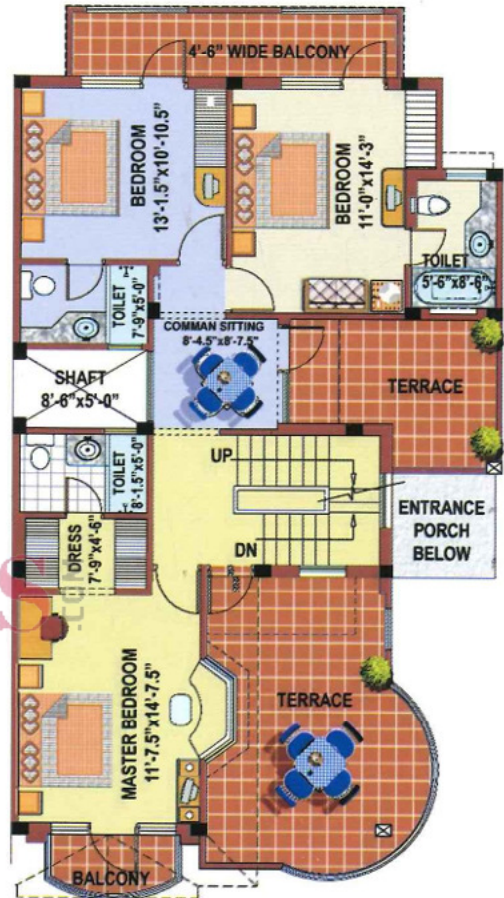 4'-6" WIDE BALCONY
BEDROOM
13'-1.5"x10'-10.5"
BEDROOM
11'-0"x14'-3"
TOILET
5'-6"x8'-6"
TOILET
7'-9"x5'-0"
COMMAN SITTING
8'-4.5"x8'-7.5"
SHAFT
8'-6"x5'-0"
TERRACE
TOILET
8'-1.5"x5'-0"
UP
ENTRANCE
PORCH
BELOW
DN
DRESS
7'-9"x4'-6"
MASTER BEDROOM
11'-7.5"x14'-7.5"
TERRACE
BALCONY